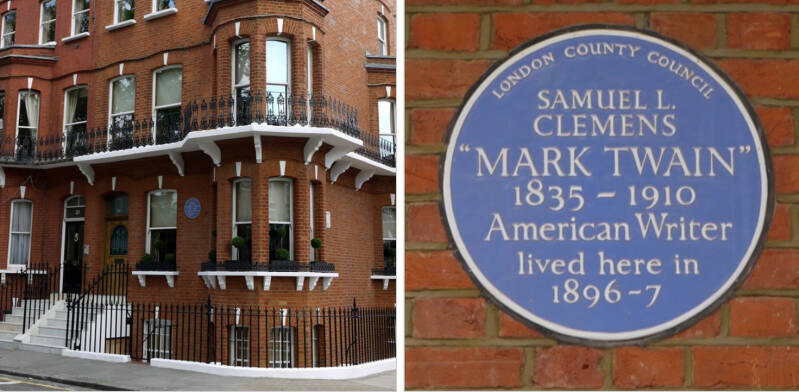 LONDON COUNTY COUNCIL
SAMUEL L.
CLEMENS
"MARK TWAIN"
1835 – 1910
American Writer
lived here in
1896–7